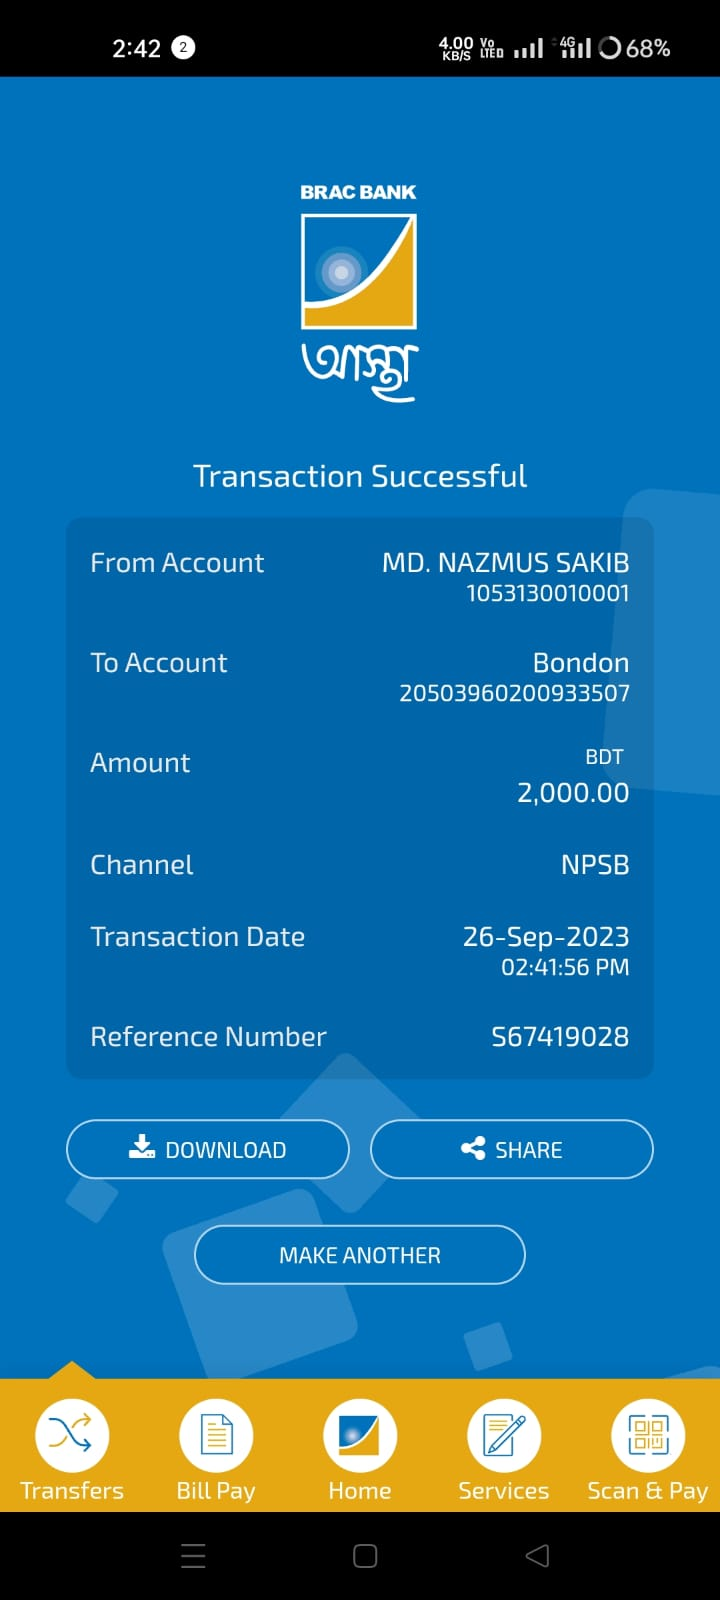 2:42 2 4.00 KB/S Vo LTE D 4G 68%
BRAC BANK
আস্থা
Transaction Successful
From Account MD. NAZMUS SAKIB
1053130010001
To Account Bondon
20503960200933507
Amount BDT
2,000.00
Channel NPSB
Transaction Date 26-Sep-2023
02:41:56 PM
Reference Number S67419028
DOWNLOAD SHARE
MAKE ANOTHER
Transfers Bill Pay Home Services Scan & Pay